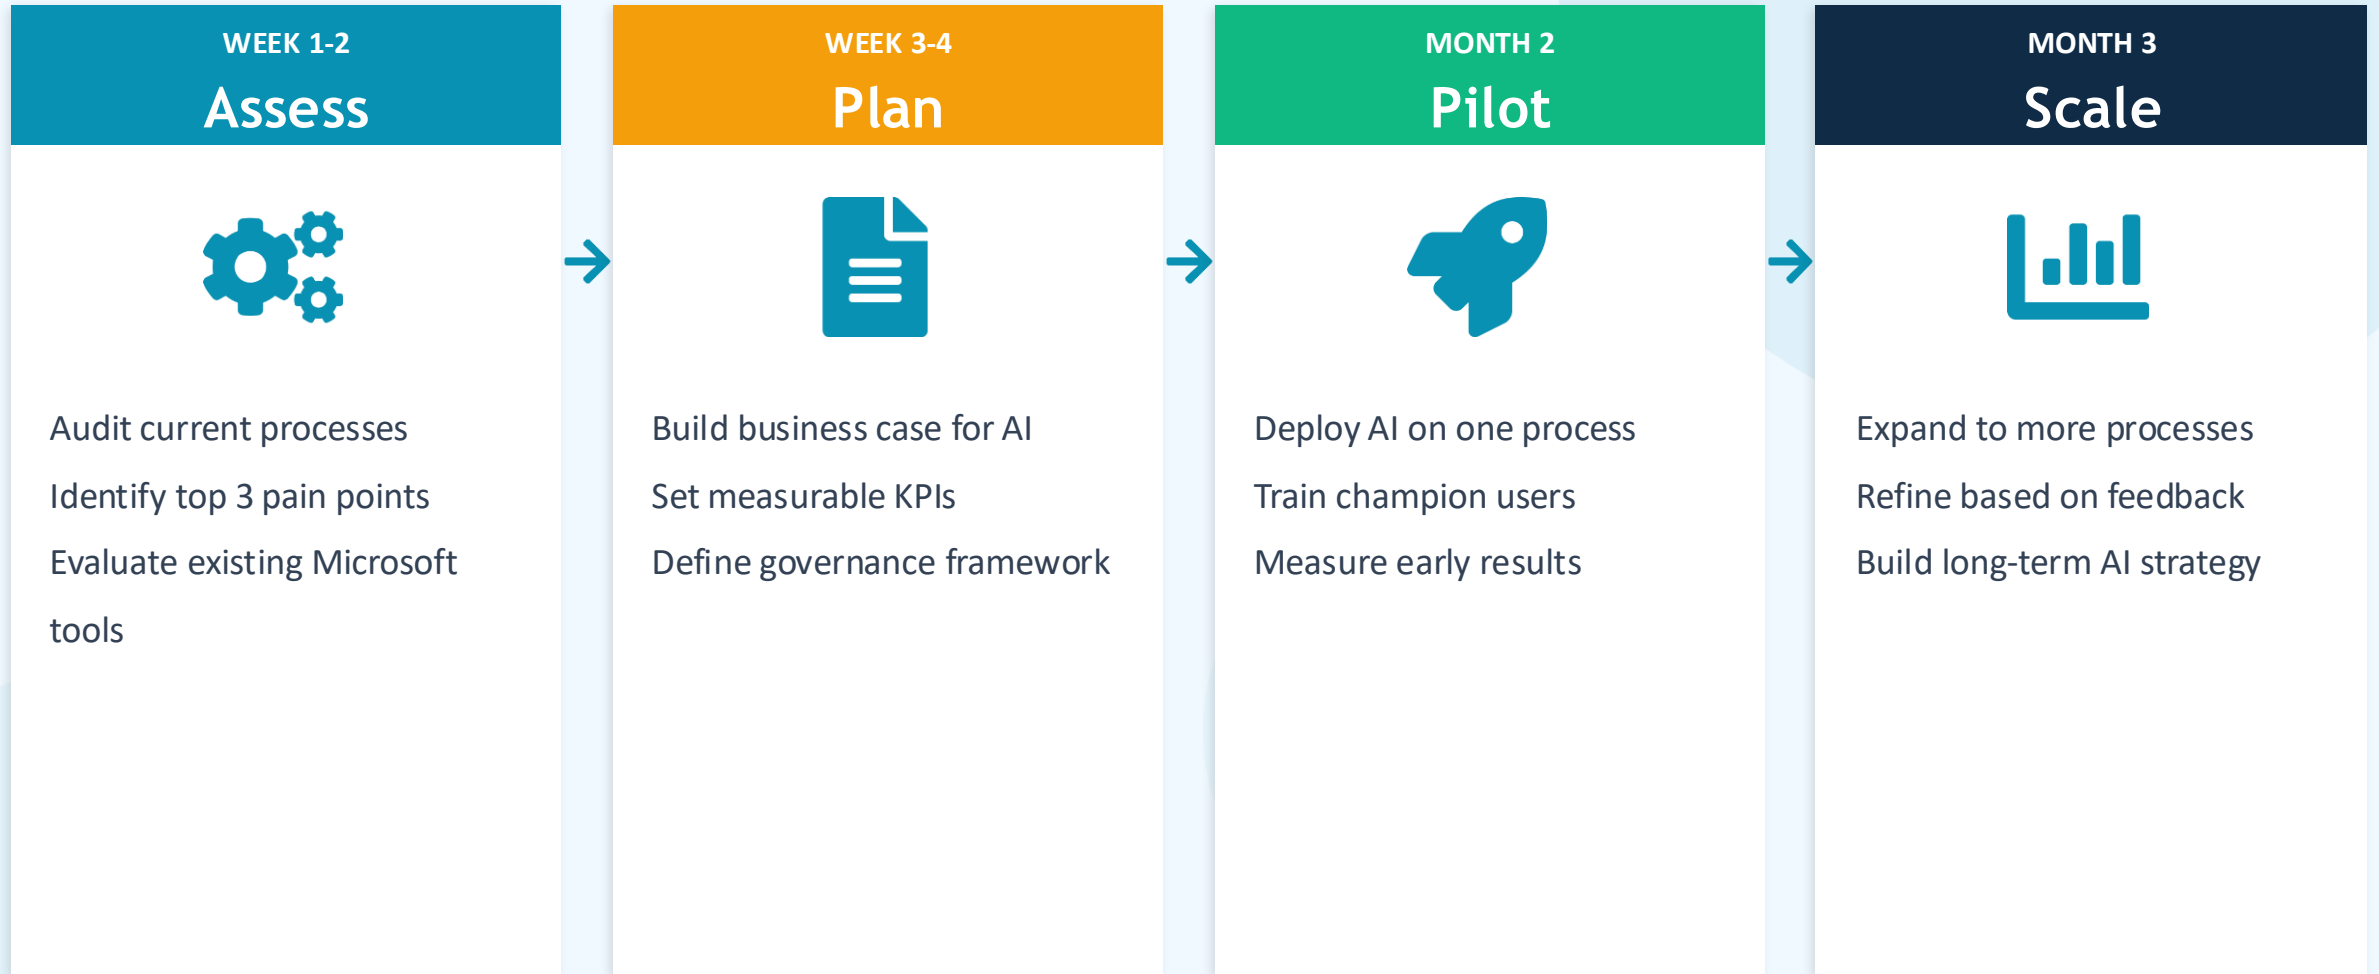 WEEK 1-2
Assess
Audit current processes
Identify top 3 pain points
Evaluate existing Microsoft
tools
WEEK 3-4
Plan
Build business case for AI
Set measurable KPIs
Define governance framework
MONTH 2
Pilot
Deploy AI on one process
Train champion users
Measure early results
MONTH 3
Scale
Expand to more processes
Refine based on feedback
Build long-term AI strategy